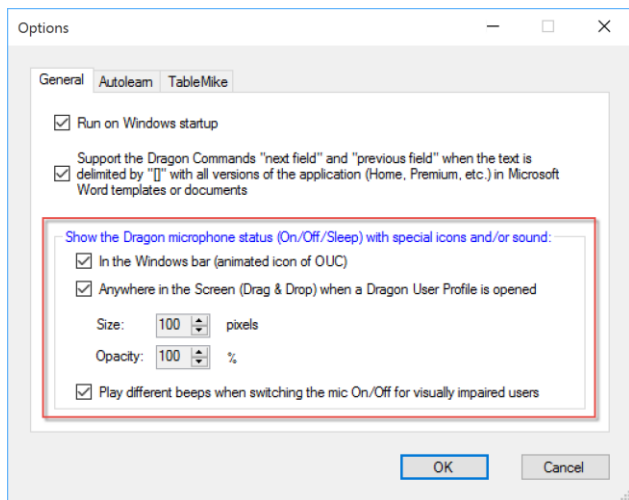 Options
General Autolearn TableMike
Run on Windows startup
Support the Dragon Commands "next field" and "previous field" when the text is
delimited by "[]" with all versions of the application (Home, Premium, etc.) in Microsoft
Word templates or documents
Show the Dragon microphone status (On/Off/Sleep) with special icons and/or sound:
In the Windows bar (animated icon of OUC)
Anywhere in the Screen (Drag & Drop) when a Dragon User Profile is opened
Size: 100 pixels
Opacity: 100 %
Play different beeps when switching the mic On/Off for visually impaired users
OK Cancel